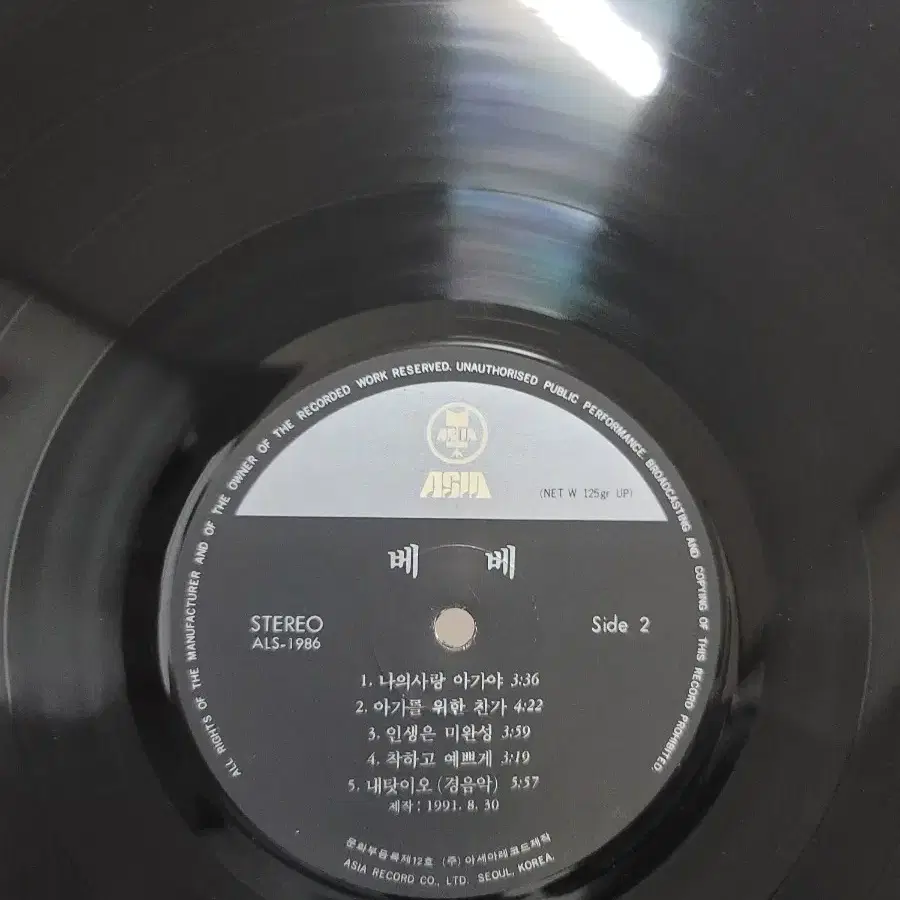 ALL RIGHTS OF THE MANUFACTURER AND OF THE OWNER OF THE RECORDED WORK RESERVED. UNAUTHORISED PUBLIC PERFORMANCE. BROADCASTING AND COPYING OF THIS RECORD PROHIBITED.
ASIA
(NET W 125gr UP)
베 베
STEREO
ALS-1986
Side 2
1. 나의사랑 아가야 3:36
2. 아가를 위한 찬가 4:22
3. 인생은 미완성 3:59
4. 착하고 예쁘게 3:19
5. 내탓이오 (경음악) 5:57
제작 : 1991. 8. 30
문화부등록제12호 (주) 아세아레코드제작
ASIA RECORD CO., LTD. SEOUL, KOREA.